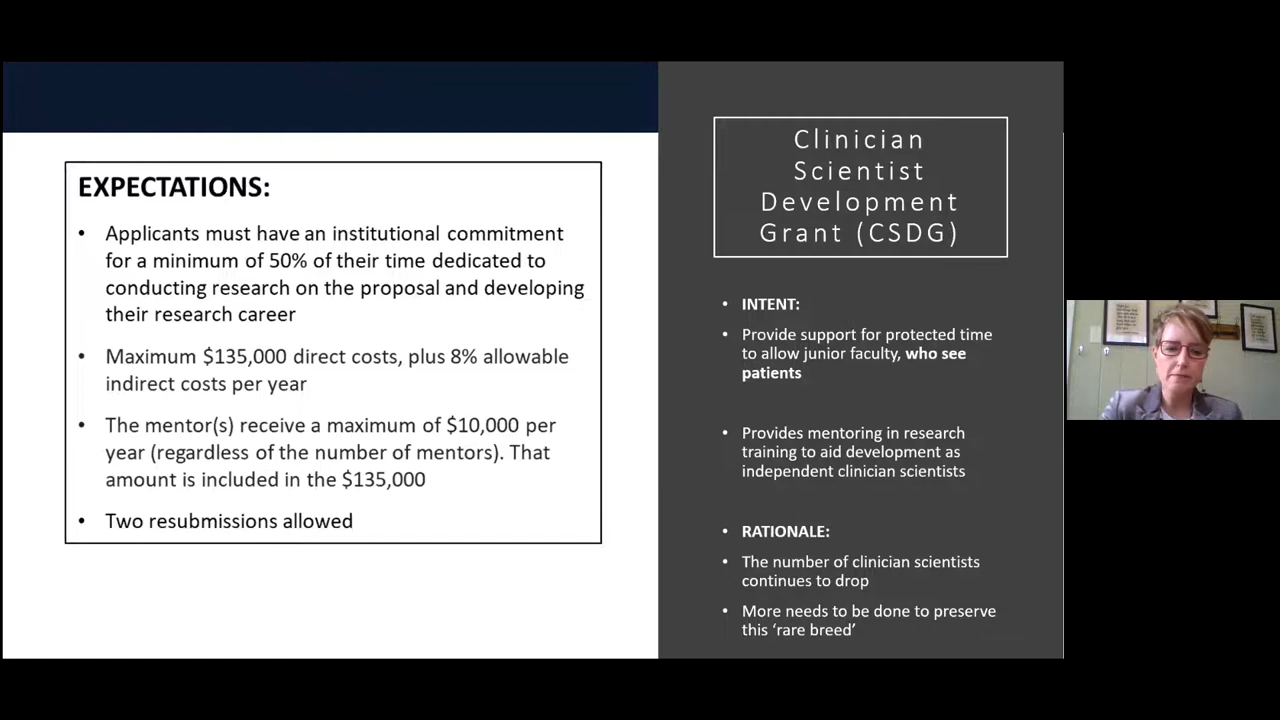 EXPECTATIONS:
• Applicants must have an institutional commitment
for a minimum of 50% of their time dedicated to
conducting research on the proposal and developing
their research career
• Maximum $135,000 direct costs, plus 8% allowable
indirect costs per year
• The mentor(s) receive a maximum of $10,000 per
year (regardless of the number of mentors). That
amount is included in the $135,000
• Two resubmissions allowed
Clinician
Scientist
Development
Grant (CSDG)
• INTENT:
• Provide support for protected time
to allow junior faculty, who see
patients
• Provides mentoring in research
training to aid development as
independent clinician scientists
• RATIONALE:
• The number of clinician scientists
continues to drop
• More needs to be done to preserve
this ‘rare breed’